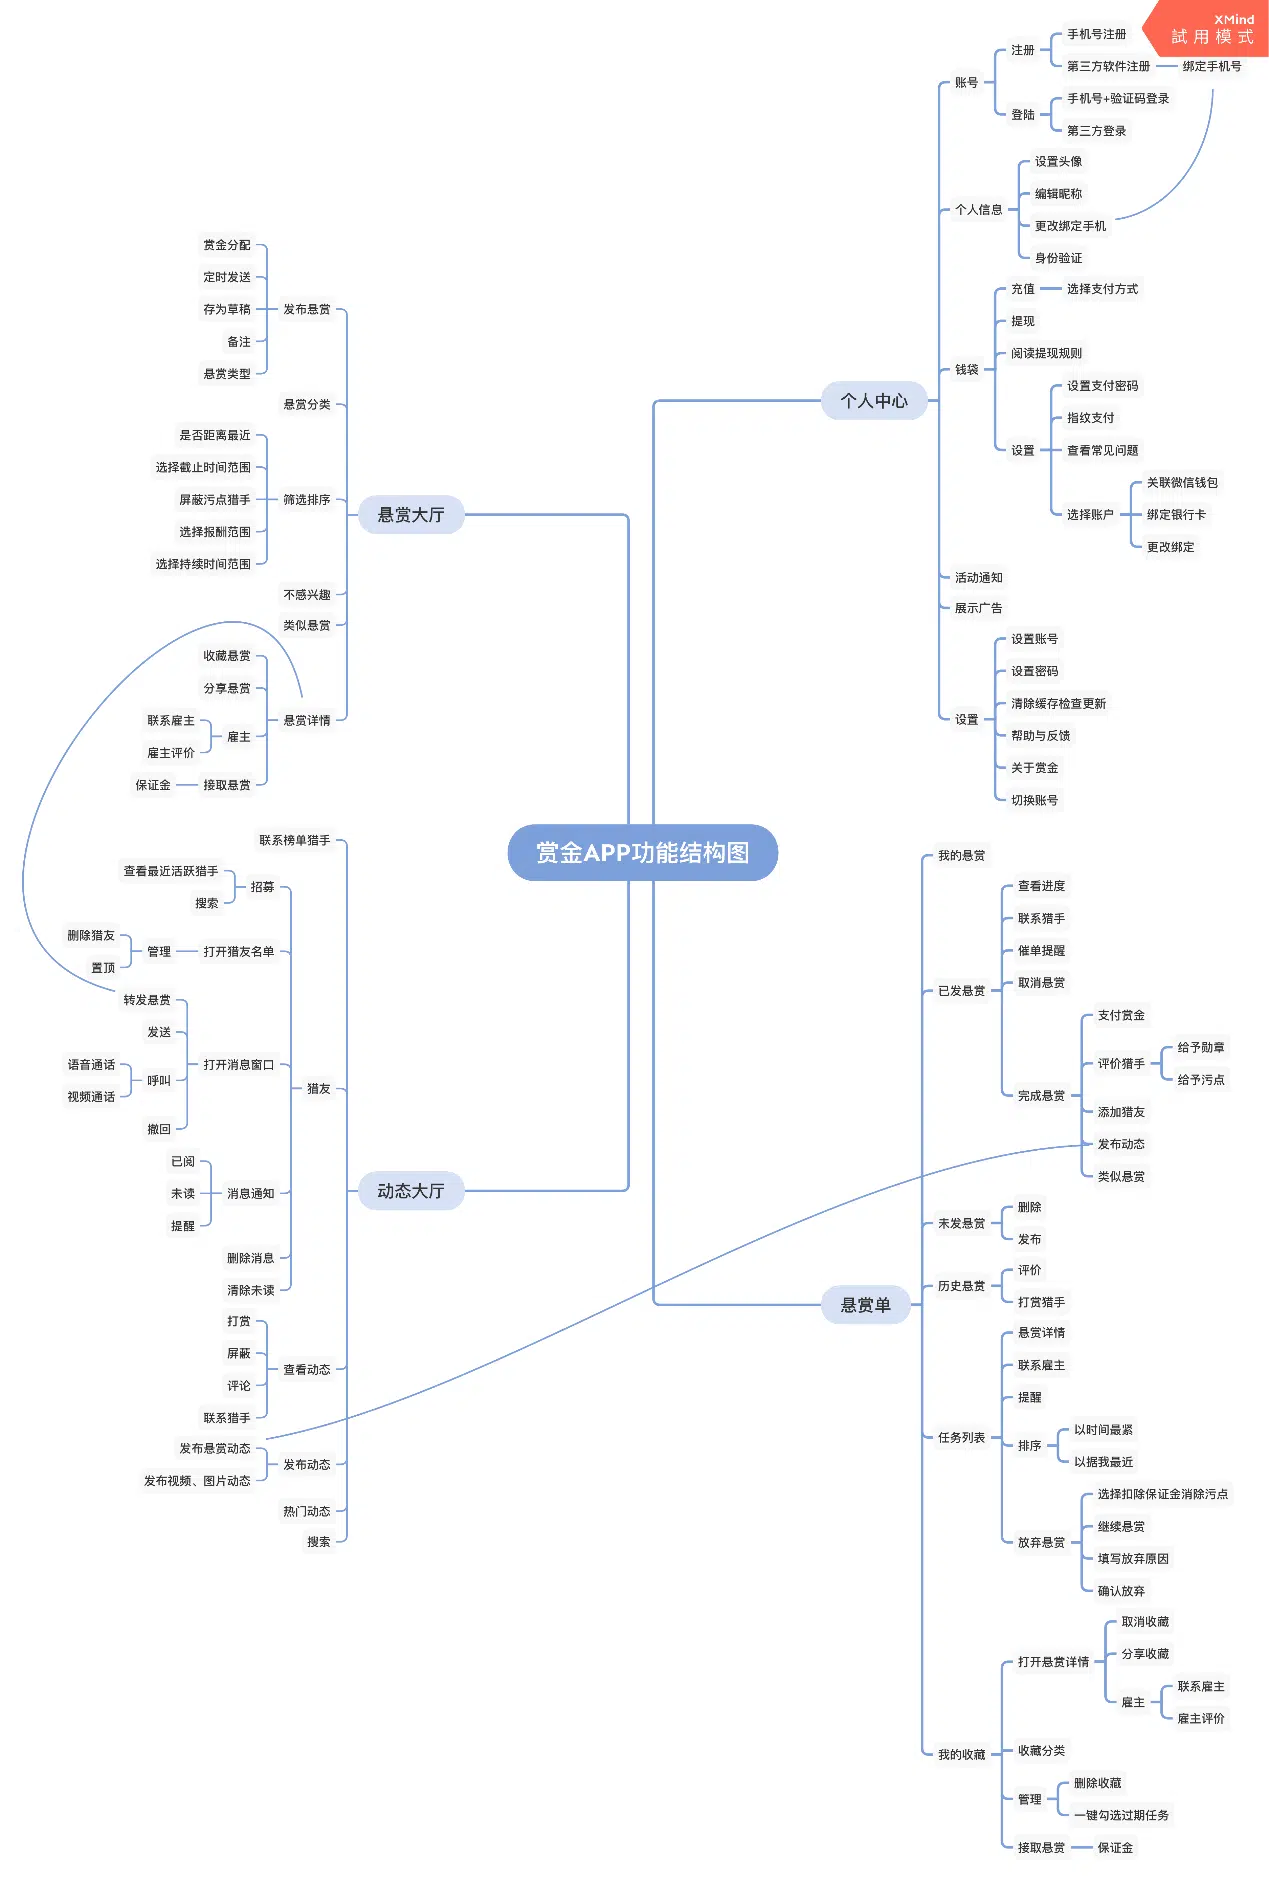 XMind
試用模式
赏金APP功能结构图
个人中心
账号
注册
手机号注册
第三方软件注册
绑定手机号
登陆
手机号+验证码登录
第三方登录
个人信息
设置头像
编辑昵称
更改绑定手机
身份验证
钱袋
充值
选择支付方式
提现
阅读提现规则
设置
设置支付密码
指纹支付
查看常见问题
选择账户
关联微信钱包
绑定银行卡
更改绑定
活动通知
展示广告
设置
设置账号
设置密码
清除缓存检查更新
帮助与反馈
关于赏金
切换账号
悬赏单
我的悬赏
已发悬赏
查看进度
联系猎手
催单提醒
取消悬赏
完成悬赏
支付赏金
评价猎手
给予勋章
给予污点
添加猎友
发布动态
类似悬赏
未发悬赏
删除
发布
历史悬赏
评价
打赏猎手
任务列表
悬赏详情
联系雇主
提醒
排序
以时间最紧
以据我最近
放弃悬赏
选择扣除保证金消除污点
继续悬赏
填写放弃原因
确认放弃
我的收藏
打开悬赏详情
取消收藏
分享收藏
雇主
联系雇主
雇主评价
收藏分类
管理
删除收藏
一键勾选过期任务
接取悬赏
保证金
悬赏大厅
发布悬赏
赏金分配
定时发送
存为草稿
备注
悬赏类型
悬赏分类
筛选排序
是否距离最近
选择截止时间范围
屏蔽污点猎手
选择报酬范围
选择持续时间范围
不感兴趣
类似悬赏
悬赏详情
收藏悬赏
分享悬赏
雇主
联系雇主
雇主评价
接取悬赏
保证金
动态大厅
联系榜单猎手
猎友
招募
查看最近活跃猎手
搜索
打开猎友名单
管理
删除猎友
置顶
打开消息窗口
转发悬赏
发送
呼叫
语音通话
视频通话
撤回
消息通知
已阅
未读
提醒
删除消息
清除未读
查看动态
打赏
屏蔽
评论
联系猎手
发布动态
发布悬赏动态
发布视频、图片动态
热门动态
搜索